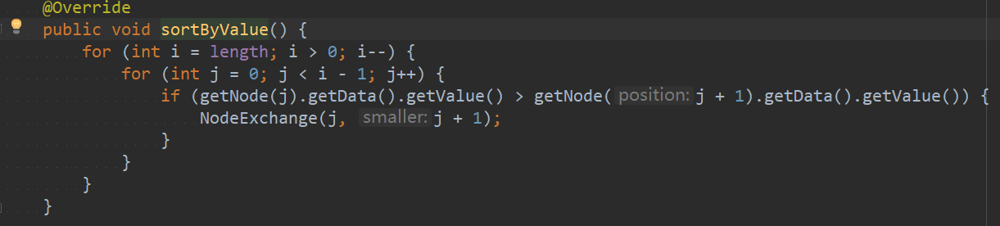 @Override
public void sortByValue() {
for (int i = length; i > 0; i--) {
for (int j = 0; j < i - 1; j++) {
if (getNode(j).getData().getValue() > getNode( position: j + 1).getData().getValue()) {
NodeExchange(j, smaller: j + 1);
}
}
}
}